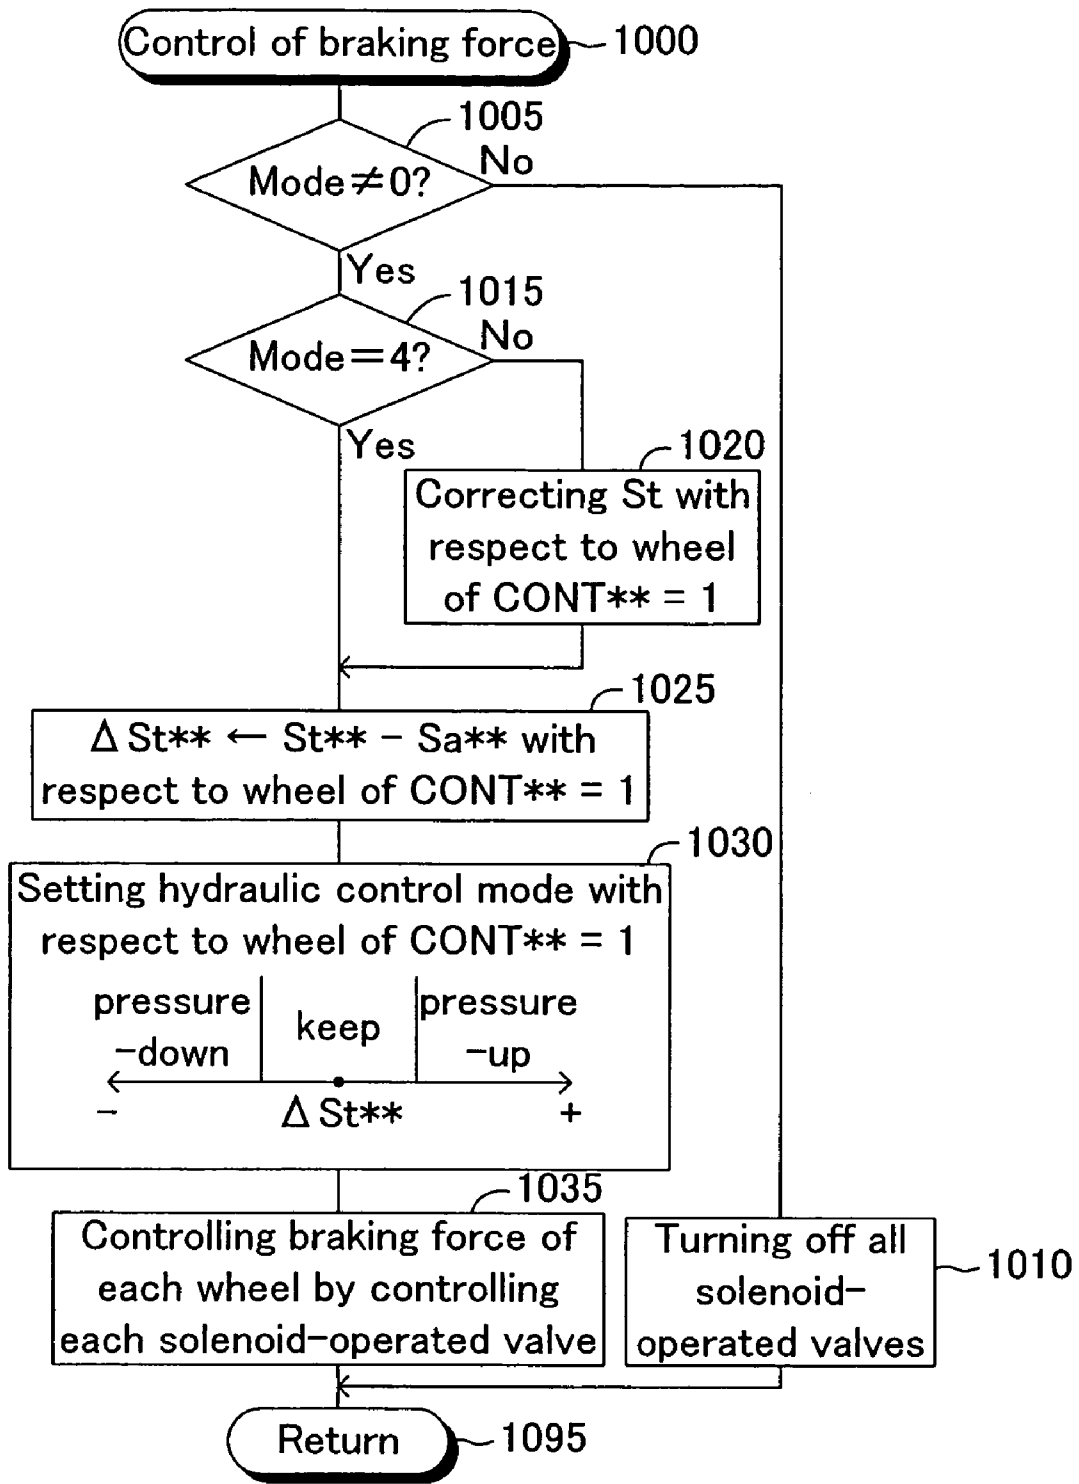 Control of braking force
1000
1005
Mode≠0?
No
Yes
1015
Mode=4?
No
Yes
1020
Correcting St with
respect to wheel
of CONT** = 1
1025
Δ St** ← St** - Sa** with
respect to wheel of CONT** = 1
1030
Setting hydraulic control mode with
respect to wheel of CONT** = 1
pressure
-down
keep
pressure
-up
-
Δ St**
+
1035
Controlling braking force of
each wheel by controlling
each solenoid-operated valve
Turning off all
solenoid-
operated valves
1010
Return
1095